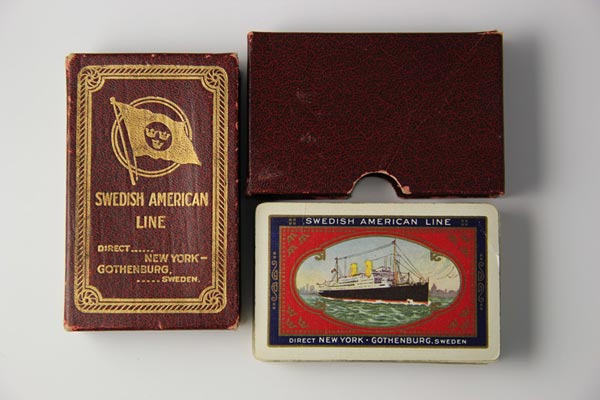 SWEDISH AMERICAN
LINE
DIRECT......
NEW YORK-
GOTHENBURG,
.....SWEDEN.
SWEDISH AMERICAN LINE
DIRECT NEW YORK · GOTHENBURG, SWEDEN